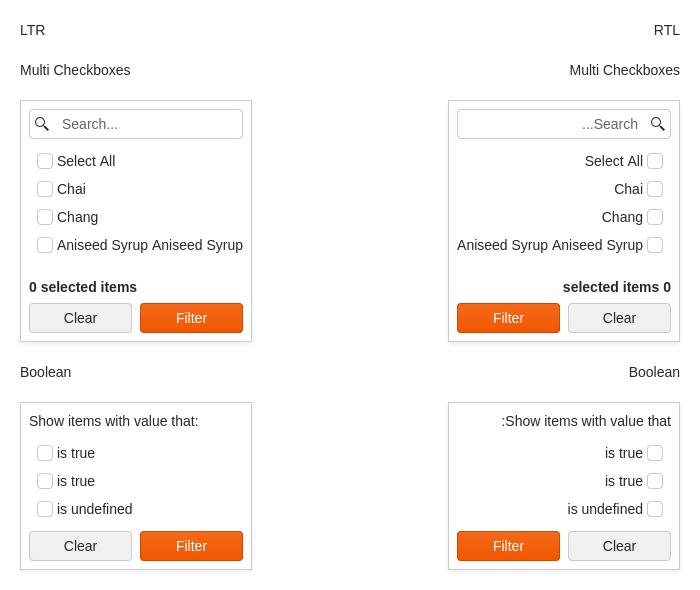 LTR
RTL
Multi Checkboxes
Multi Checkboxes
Search...
Select All
Chai
Chang
Aniseed Syrup Aniseed Syrup
0 selected items
Clear
Filter
...Search
Select All
Chai
Chang
Aniseed Syrup Aniseed Syrup
selected items 0
Filter
Clear
Boolean
Boolean
Show items with value that:
is true
is true
is undefined
Clear
Filter
:Show items with value that
is true
is true
is undefined
Filter
Clear